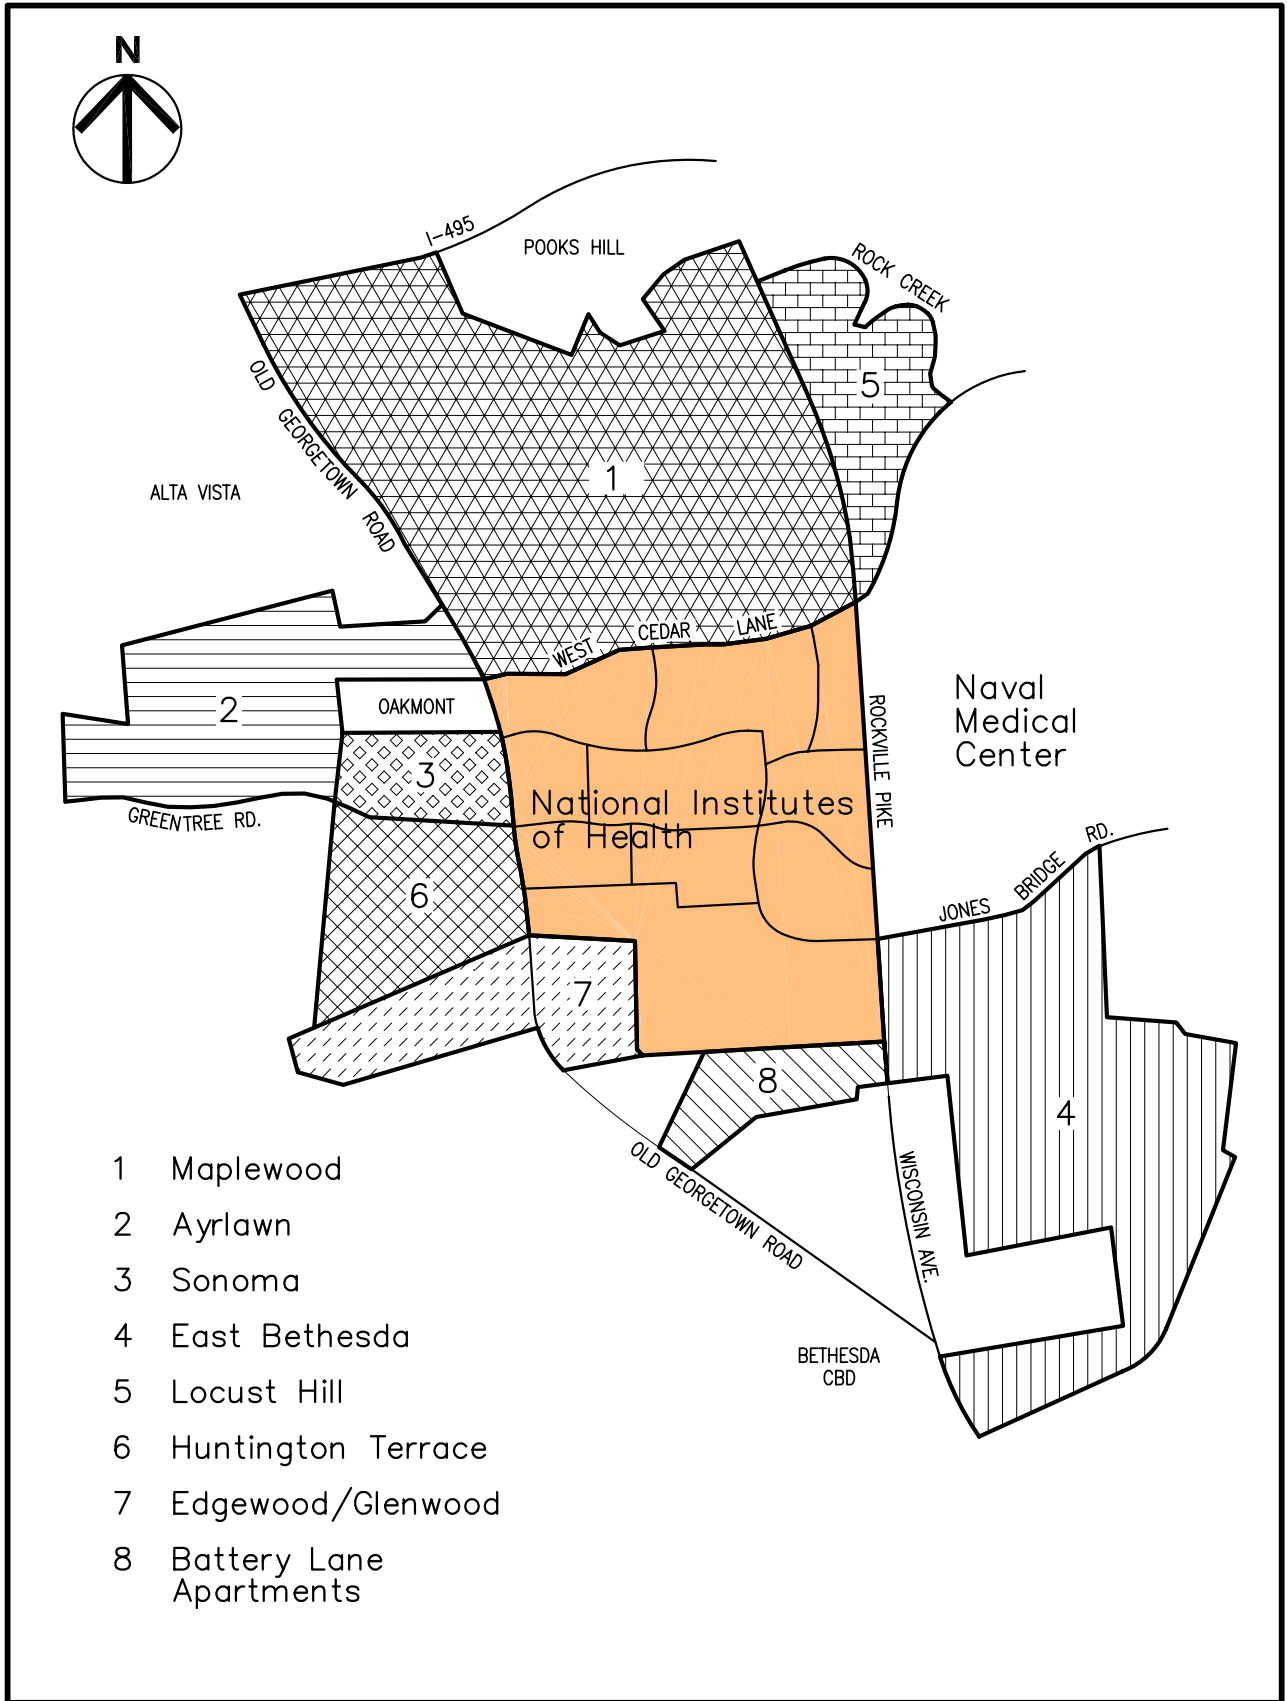 N
I-495
POOKS HILL
ROCK CREEK
OLD GEORGETOWN ROAD
5
1
ALTA VISTA
WEST CEDAR LANE
2
OAKMONT
ROCKVILLE PIKE
Naval
Medical
Center
3
National Institutes
of Health
GREENTREE RD.
JONES BRIDGE RD.
6
7
8
4
OLD GEORGETOWN ROAD
WISCONSIN AVE.
BETHESDA
CBD
1 Maplewood
2 Ayrlawn
3 Sonoma
4 East Bethesda
5 Locust Hill
6 Huntington Terrace
7 Edgewood/Glenwood
8 Battery Lane
Apartments